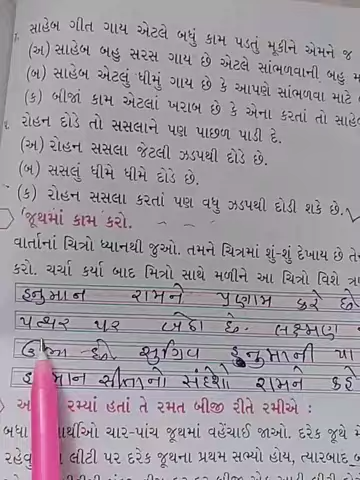 સાહેબ ગીત ગાય એટલે બધું કામ પડતું મૂકીને એમને જ
(અ) સાહેબ બહુ સરસ ગાય છે એટલે સાંભળવાની બહુ મ
(બ) સાહેબ એટલું ધીમું ગાય છે કે આપણે સાંભળવા માટે
(ક) બીજાં કામ એટલાં ખરાબ છે કે એના કરતાં તો સાહે
રોહન દોડે તો સસલાને પણ પાછળ પાડી દે.
(અ) રોહન સસલા જેટલી ઝડપથી દોડે છે.
(બ) સસલું ધીમે ધીમે દોડે છે.
(ક) રોહન સસલા કરતાં પણ વધુ ઝડપથી દોડી શકે છે.
જૂથમાં કામ કરો.
વાર્તાનાં ચિત્રો ધ્યાનથી જુઓ. તમને ચિત્રમાં શું-શું દેખાય છે તે
કરો. ચર્ચા કર્યા બાદ મિત્રો સાથે મળીને આ ચિત્રો વિશે
હનુમાન રામને પ્રણામ કરે છે
પથ્થર પર બેઠા છે. લક્ષ્મણ
છે સુગ્રિવ હનુમાની પા
માન સીતાનો સંદેશો રામને કહે
રમ્યાં હતાં તે રમત બીજી રીતે રમીએ :
બધા ાર્થીઓ ચાર-પાંચ જૂથમાં વહેંચાઈ જાઓ. દરેક જૂથે
રહેવુ લીટી પર દરેક જૂથના પ્રથમ સભ્યો હોય, ત્યારબાદ